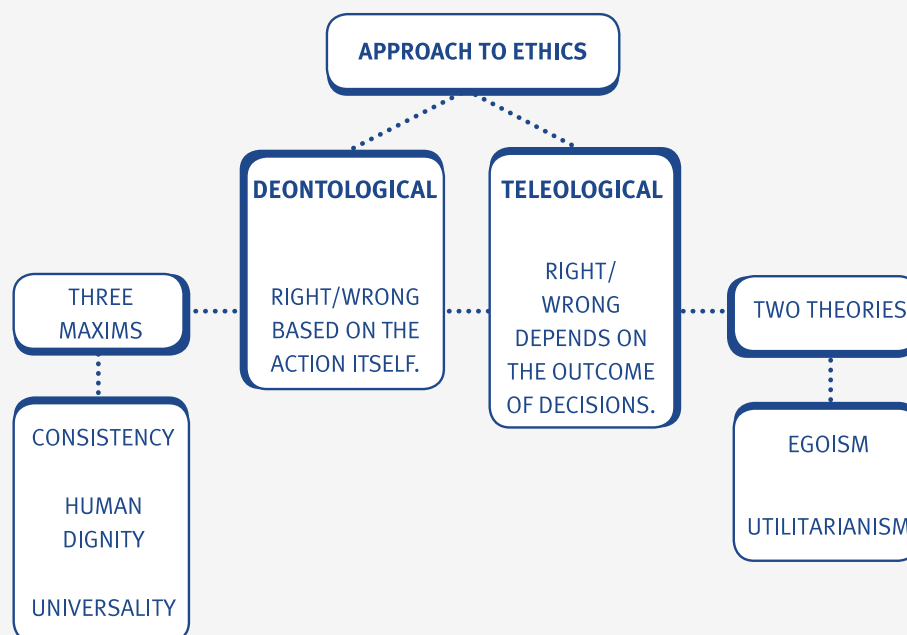 APPROACH TO ETHICS
DEONTOLOGICAL
RIGHT/WRONG
BASED ON THE
ACTION ITSELF.
TELEOLOGICAL
RIGHT/
WRONG
DEPENDS ON
THE OUTCOME
OF DECISIONS.
THREE
MAXIMS
CONSISTENCY
HUMAN
DIGNITY
UNIVERSALITY
TWO THEORIES
EGOISM
UTILITARIANISM